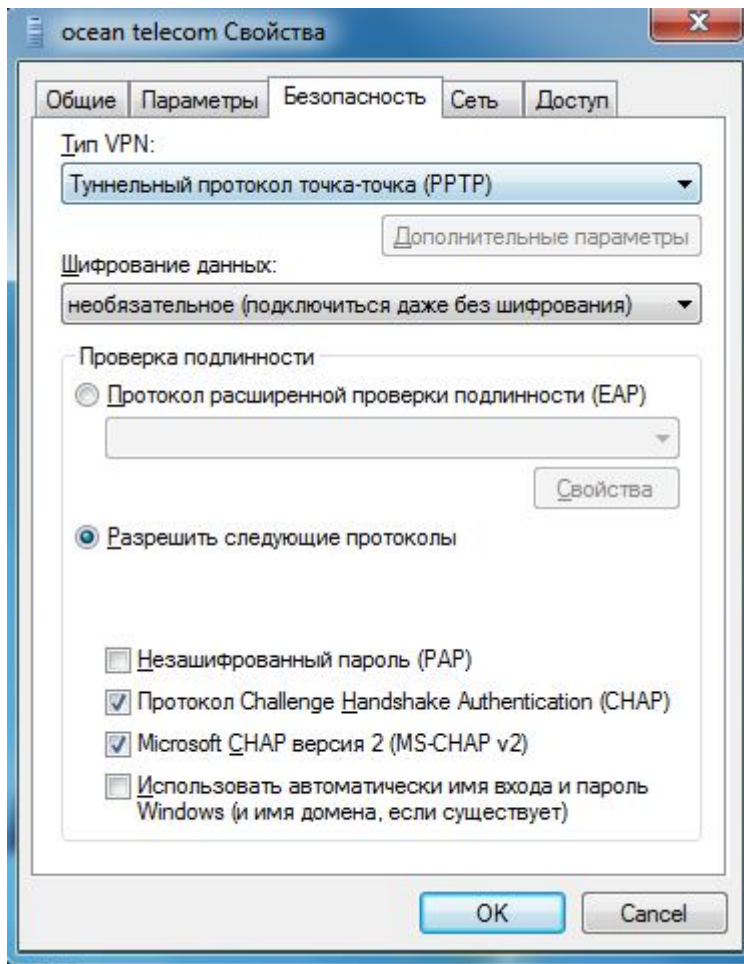 ocean telecom Свойства
Общие Параметры Безопасность Сеть Доступ
Тип VPN:
Туннельный протокол точка-точка (PPTP)
Дополнительные параметры
Шифрование данных:
необязательное (подключиться даже без шифрования)
Проверка подлинности
Протокол расширенной проверки подлинности (EAP)
Свойства
Разрешить следующие протоколы
Незашифрованный пароль (PAP)
Протокол Challenge Handshake Authentication (CHAP)
Microsoft CHAP версия 2 (MS-CHAP v2)
Использовать автоматически имя входа и пароль
Windows (и имя домена, если существует)
OK Cancel